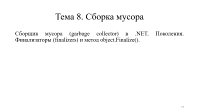 Тема 8. Сборка мусора
Сборщик мусора (garbage collector) в .NET. Поколения.
Финализаторы (finalizers) и метод object.Finalize().